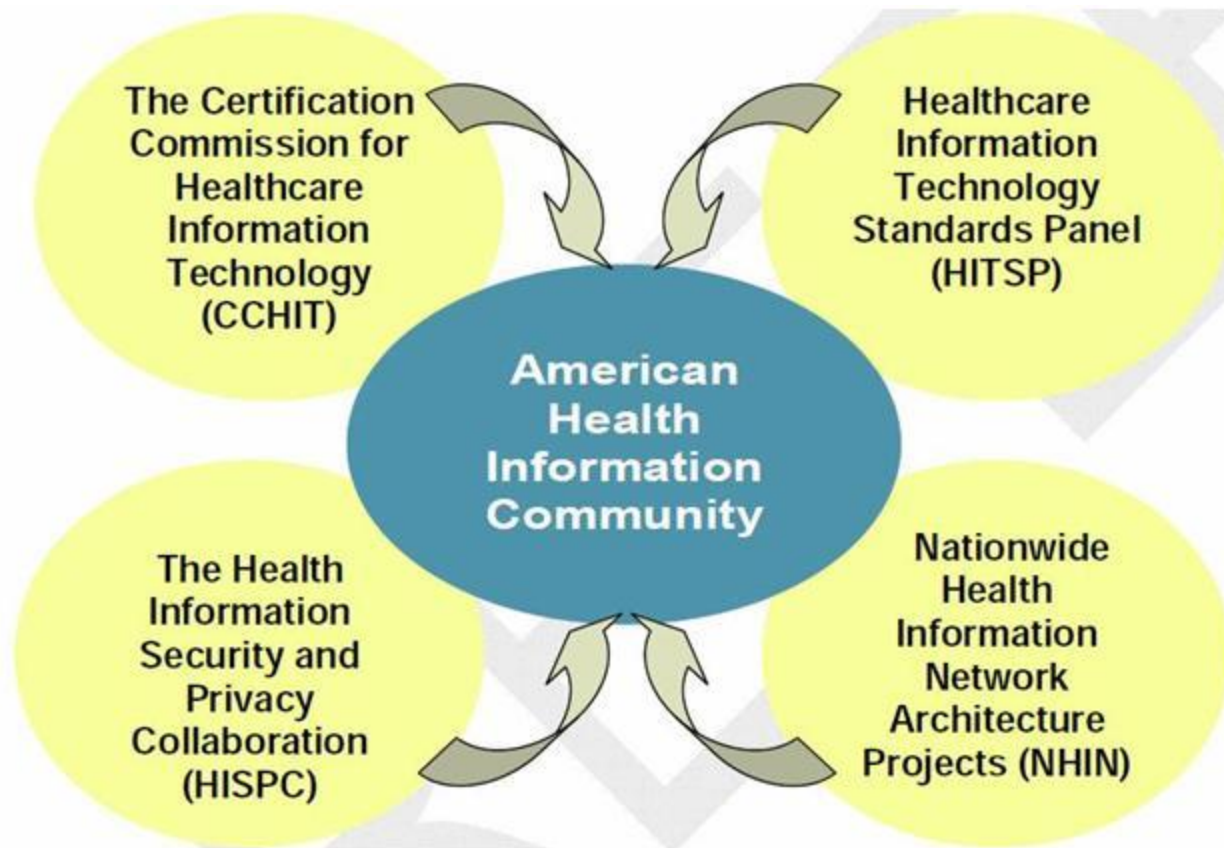 The Certification
Commission for
Healthcare
Information
Technology
(CCHIT)
Healthcare
Information
Technology
Standards Panel
(HITSP)
American
Health
Information
Community
The Health
Information
Security and
Privacy
Collaboration
(HISPC)
Nationwide
Health
Information
Network
Architecture
Projects (NHIN)